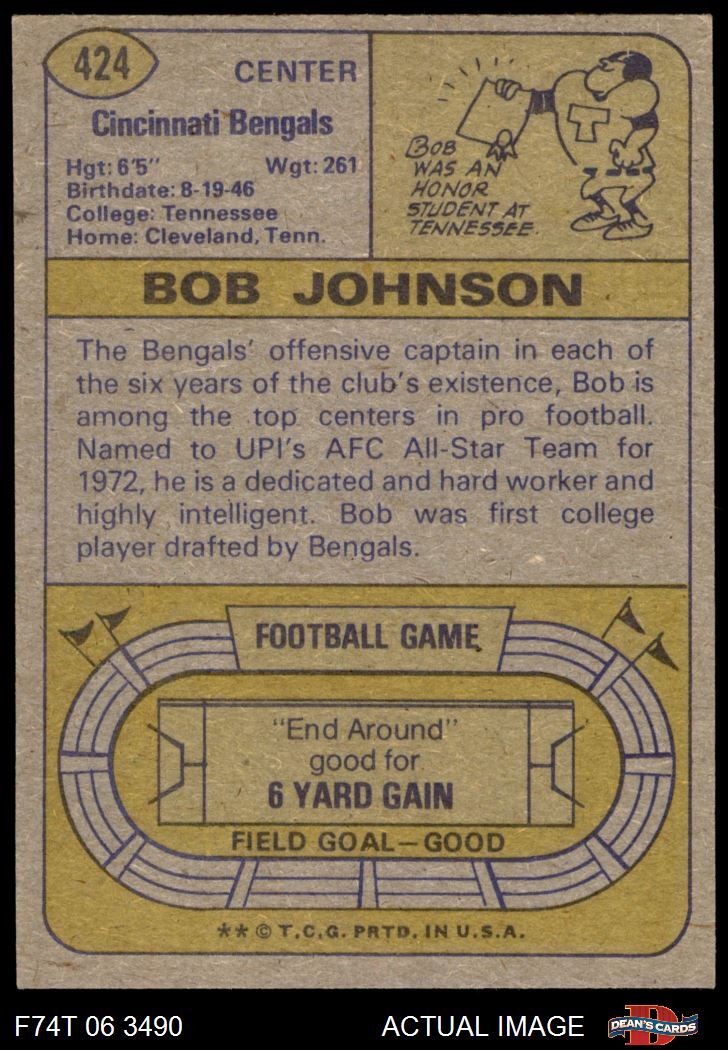 424
CENTER
Cincinnati Bengals
Hgt: 6'5" Wgt: 261
Birthdate: 8-19-46
College: Tennessee
Home: Cleveland, Tenn.
BOB
WAS AN
HONOR
STUDENT AT
TENNESSEE.
T
BOB JOHNSON
The Bengals' offensive captain in each of
the six years of the club's existence, Bob is
among the top centers in pro football.
Named to UPI's AFC All-Star Team for
1972, he is a dedicated and hard worker and
highly intelligent. Bob was first college
player drafted by Bengals.
FOOTBALL GAME
"End Around"
good for
6 YARD GAIN
FIELD GOAL—GOOD
** © T.C.G. PRTD. IN U.S.A.
F74T 06 3490 ACTUAL IMAGE
D
DEAN'S CARDS